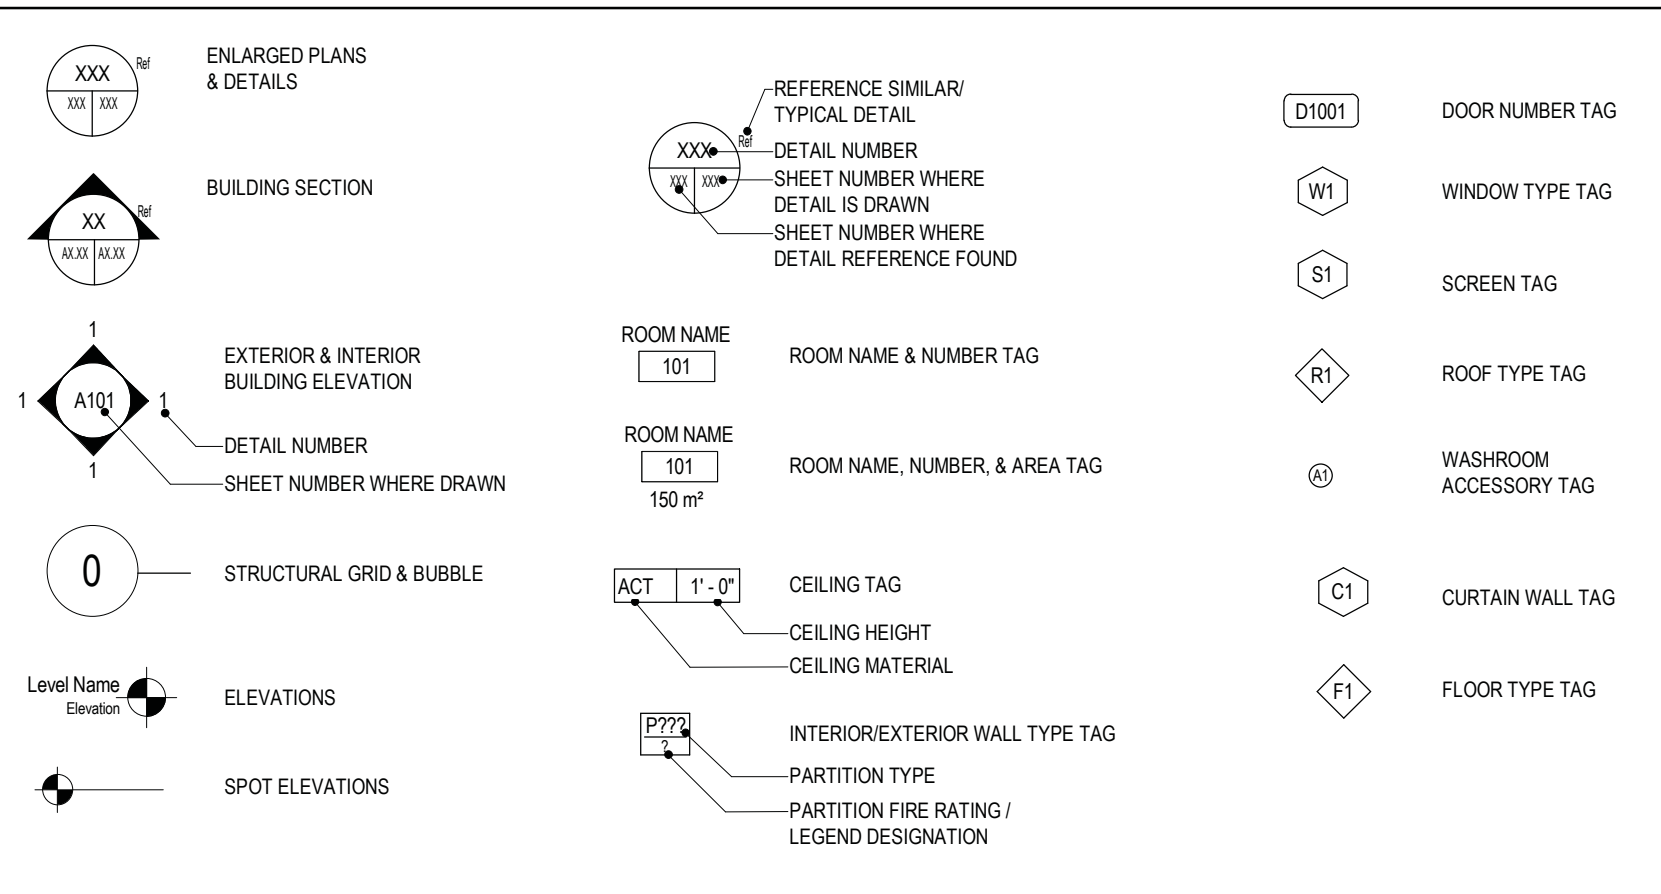 XXX
Ref
XXX XXX
ENLARGED PLANS
& DETAILS
XX
Ref
AX.XX AX.XX
BUILDING SECTION
1
1
A101
1
1
EXTERIOR & INTERIOR
BUILDING ELEVATION
DETAIL NUMBER
SHEET NUMBER WHERE DRAWN
0
STRUCTURAL GRID & BUBBLE
Level Name
Elevation
ELEVATIONS
SPOT ELEVATIONS
XXX
Ref
XXX XXX
REFERENCE SIMILAR/
TYPICAL DETAIL
DETAIL NUMBER
SHEET NUMBER WHERE
DETAIL IS DRAWN
SHEET NUMBER WHERE
DETAIL REFERENCE FOUND
ROOM NAME
101
ROOM NAME & NUMBER TAG
ROOM NAME
101
150 m²
ROOM NAME, NUMBER, & AREA TAG
ACT 1' - 0"
CEILING TAG
CEILING HEIGHT
CEILING MATERIAL
P???
?
INTERIOR/EXTERIOR WALL TYPE TAG
PARTITION TYPE
PARTITION FIRE RATING /
LEGEND DESIGNATION
D1001
DOOR NUMBER TAG
W1
WINDOW TYPE TAG
S1
SCREEN TAG
R1
ROOF TYPE TAG
A1
WASHROOM
ACCESSORY TAG
C1
CURTAIN WALL TAG
F1
FLOOR TYPE TAG